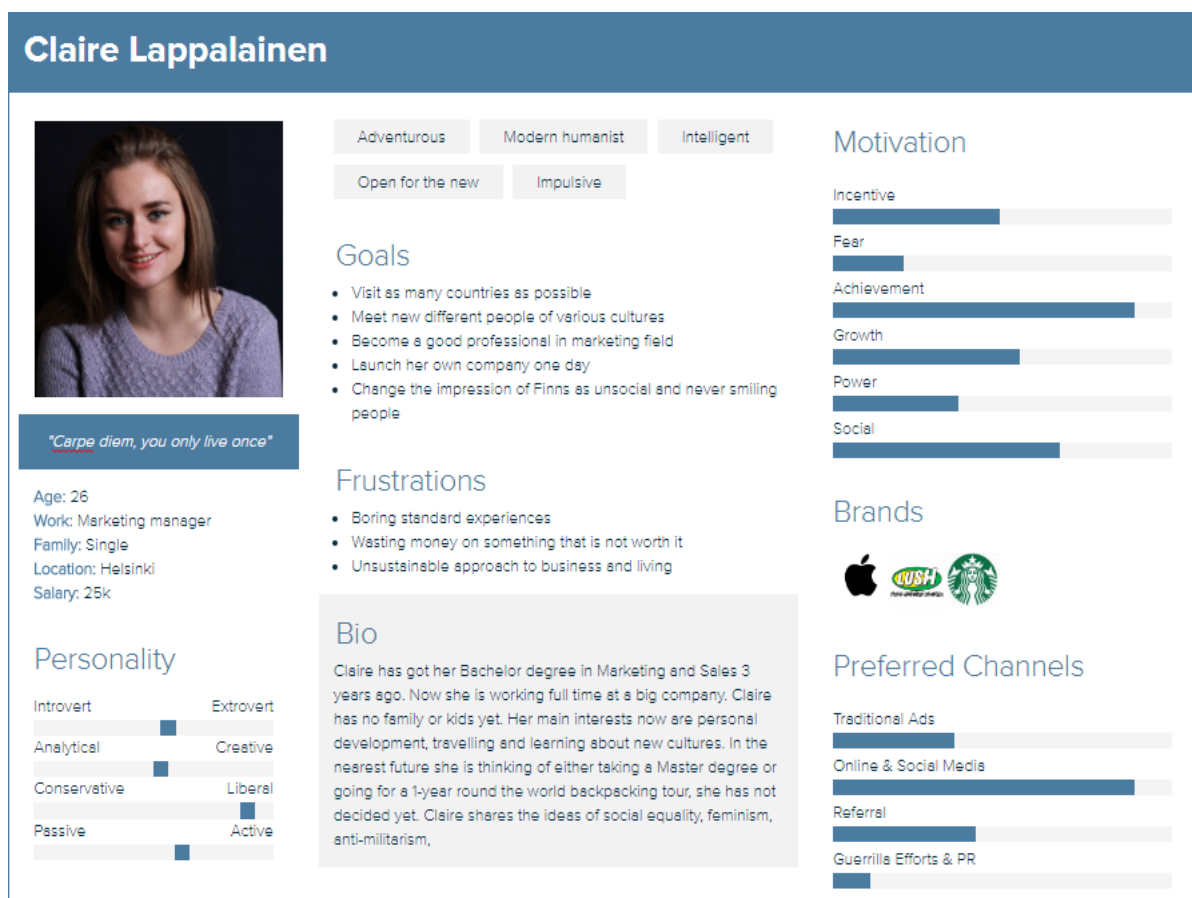 Claire Lappalainen
"Carpe diem, you only live once"
Age: 26
Work: Marketing manager
Family: Single
Location: Helsinki
Salary: 25k
Personality
Introvert Extrovert
Analytical Creative
Conservative Liberal
Passive Active
Adventurous Modern humanist Intelligent
Open for the new Impulsive
Goals
Visit as many countries as possible
Meet new different people of various cultures
Become a good professional in marketing field
Launch her own company one day
Change the impression of Finns as unsocial and never smiling
people
Frustrations
Boring standard experiences
Wasting money on something that is not worth it
Unsustainable approach to business and living
Bio
Claire has got her Bachelor degree in Marketing and Sales 3
years ago. Now she is working full time at a big company. Claire
has no family or kids yet. Her main interests now are personal
development, travelling and learning about new cultures. In the
nearest future she is thinking of either taking a Master degree or
going for a 1-year round the world backpacking tour, she has not
decided yet. Claire shares the ideas of social equality, feminism,
anti-militarism,
Motivation
Incentive
Fear
Achievement
Growth
Power
Social
Brands
LUSH
Preferred Channels
Traditional Ads
Online & Social Media
Referral
Guerrilla Efforts & PR